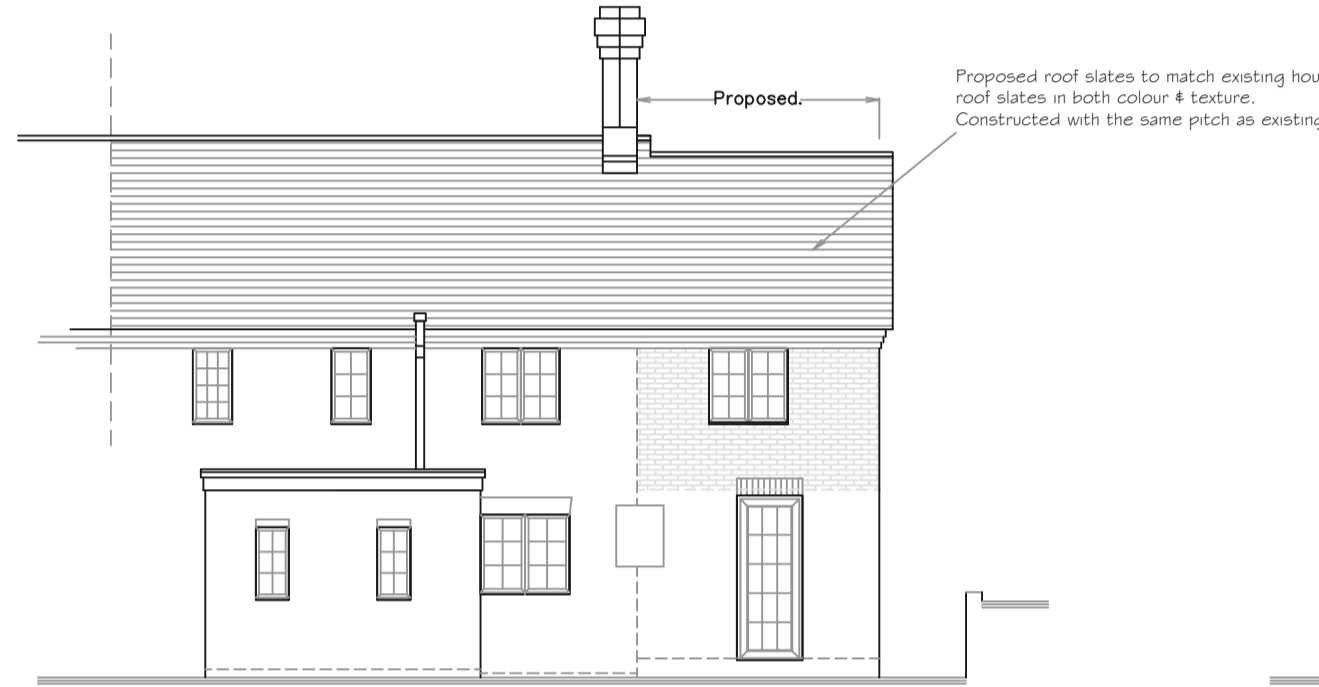 Proposed.
Proposed roof slates to match existing hou
roof slates in both colour & texture.
Constructed with the same pitch as existing